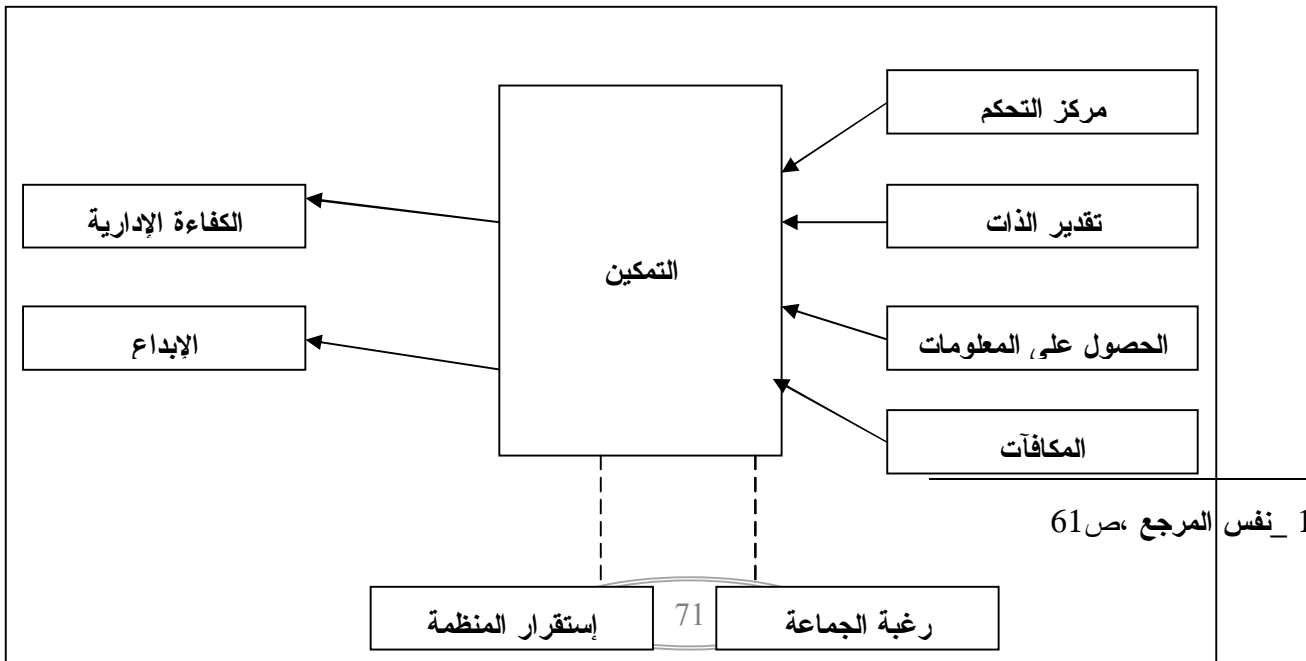 مركز التحكم
تقدير الذات
الحصول على المعلومات
المكافآت
التمكين
الكفاءة الإدارية
الإبداع
1 _نفس المرجع ،ص61
رغبة الجماعة
71
إستقرار المنظمة